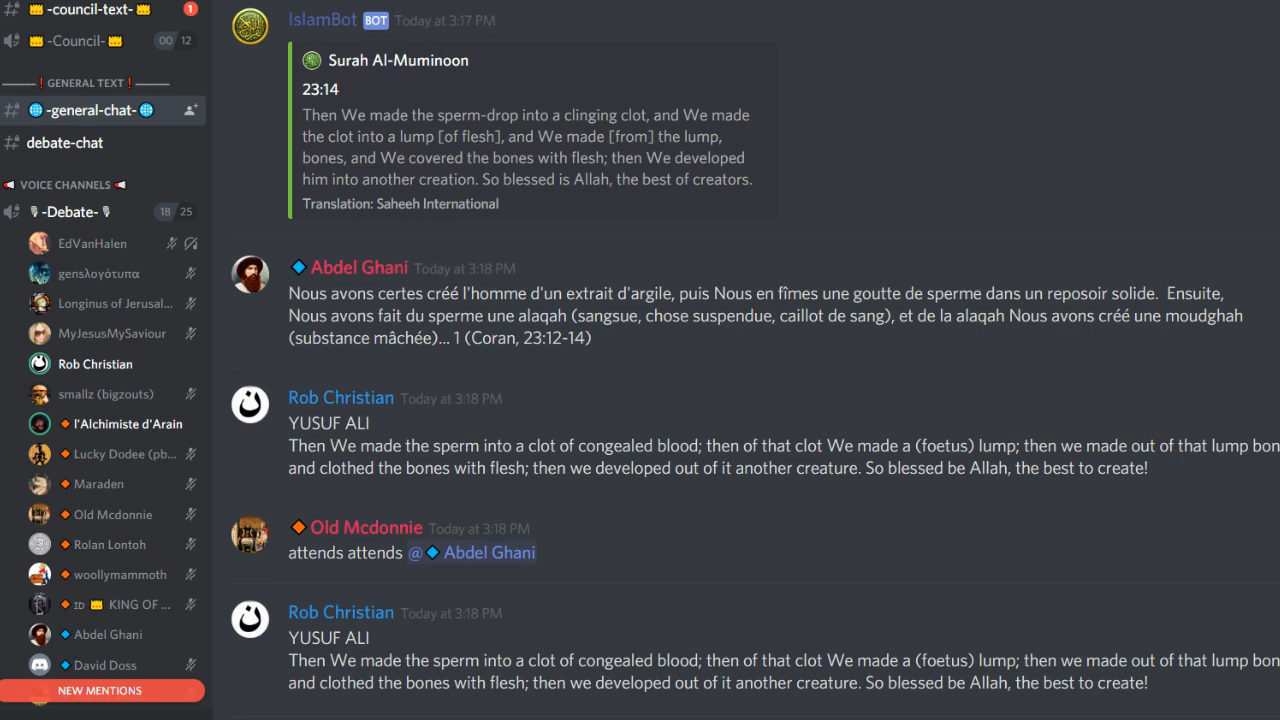 -council-text- 1
-Council- 00 12
GENERAL TEXT
-general-chat-
debate-chat
VOICE CHANNELS
-Debate- 18 25
EdVanHalen
gensλογότυπα
Longinus of Jerusal...
MyJesusMySaviour
Rob Christian
smallz (bigzouts)
l'Alchimiste d'Arain
Lucky Dodee (pb...
Maraden
Old Mcdonnie
Rolan Lontoh
woollymammoth
ID KING OF ...
Abdel Ghani
David Doss
NEW MENTIONS
IslamBot BOT Today at 3:17 PM
Surah Al-Muminoon
23:14
Then We made the sperm-drop into a clinging clot, and We made
the clot into a lump [of flesh], and We made [from] the lump,
bones, and We covered the bones with flesh; then We developed
him into another creation. So blessed is Allah, the best of creators.
Translation: Saheeh International
Abdel Ghani Today at 3:18 PM
Nous avons certes créé l'homme d'un extrait d'argile, puis Nous en fîmes une goutte de sperme dans un reposoir solide. Ensuite,
Nous avons fait du sperme une alaqah (sangsue, chose suspendue, caillot de sang), et de la alaqah Nous avons créé une moudghah
(substance mâchée)... 1 (Coran, 23:12-14)
Rob Christian Today at 3:18 PM
YUSUF ALI
Then We made the sperm into a clot of congealed blood; then of that clot We made a (foetus) lump; then we made out of that lump bon
and clothed the bones with flesh; then we developed out of it another creature. So blessed be Allah, the best to create!
Old Mcdonnie Today at 3:18 PM
attends attends @ Abdel Ghani
Rob Christian Today at 3:18 PM
YUSUF ALI
Then We made the sperm into a clot of congealed blood; then of that clot We made a (foetus) lump; then we made out of that lump bon
and clothed the bones with flesh; then we developed out of it another creature. So blessed be Allah, the best to create!